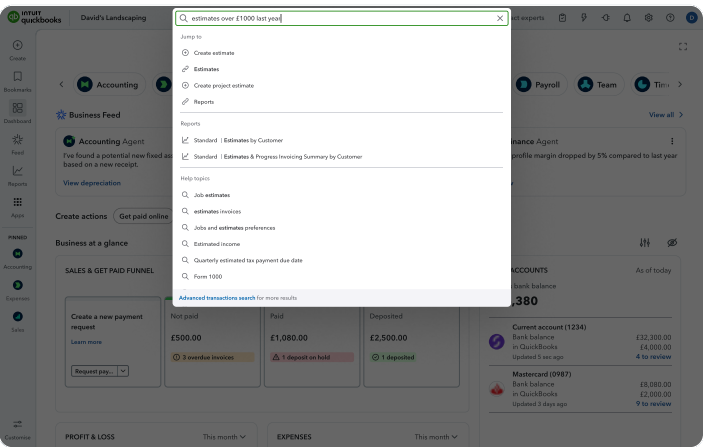 INTUIT
quickbooks
David's Landscaping
estimates over £1000 last year
act experts
D
Jump to
Create estimate
Estimates
Create project estimate
Reports
Reports
Standard | Estimates by Customer
Standard | Estimates & Progress Invoicing Summary by Customer
Help topics
Job estimates
estimates invoices
Jobs and estimates preferences
Estimated income
Quarterly estimated tax payment due date
Form 1000
Advanced transactions search for more results
Create
Bookmarks
Dashboard
Feed
Reports
Apps
PINNED
Accounting
Expenses
Sales
Customise
Accounting
Payroll
Team
Time
Business Feed
View all
Accounting Agent
I've found a potential new fixed ass
based on a new receipt.
View depreciation
inance Agent
profile margin dropped by 5% compared to last year
Create actions
Get paid online
Business at a glance
SALES & GET PAID FUNNEL
Create a new payment
request
Learn more
Request pay...
Not paid
£500.00
3 overdue invoices
Paid
£1,080.00
1 deposit on hold
Deposited
£2,500.00
1 deposited
ACCOUNTS
As of today
bank balance
,380
Current account (1234)
Bank balance
£32,300.00
in QuickBooks
£4,000.00
Updated 5 sec ago
4 to review
Mastercard (0987)
Bank balance
£8,080.00
in QuickBooks
£2,000.00
Updated 3 days ago
9 to review
PROFIT & LOSS
This month
EXPENSES
This month